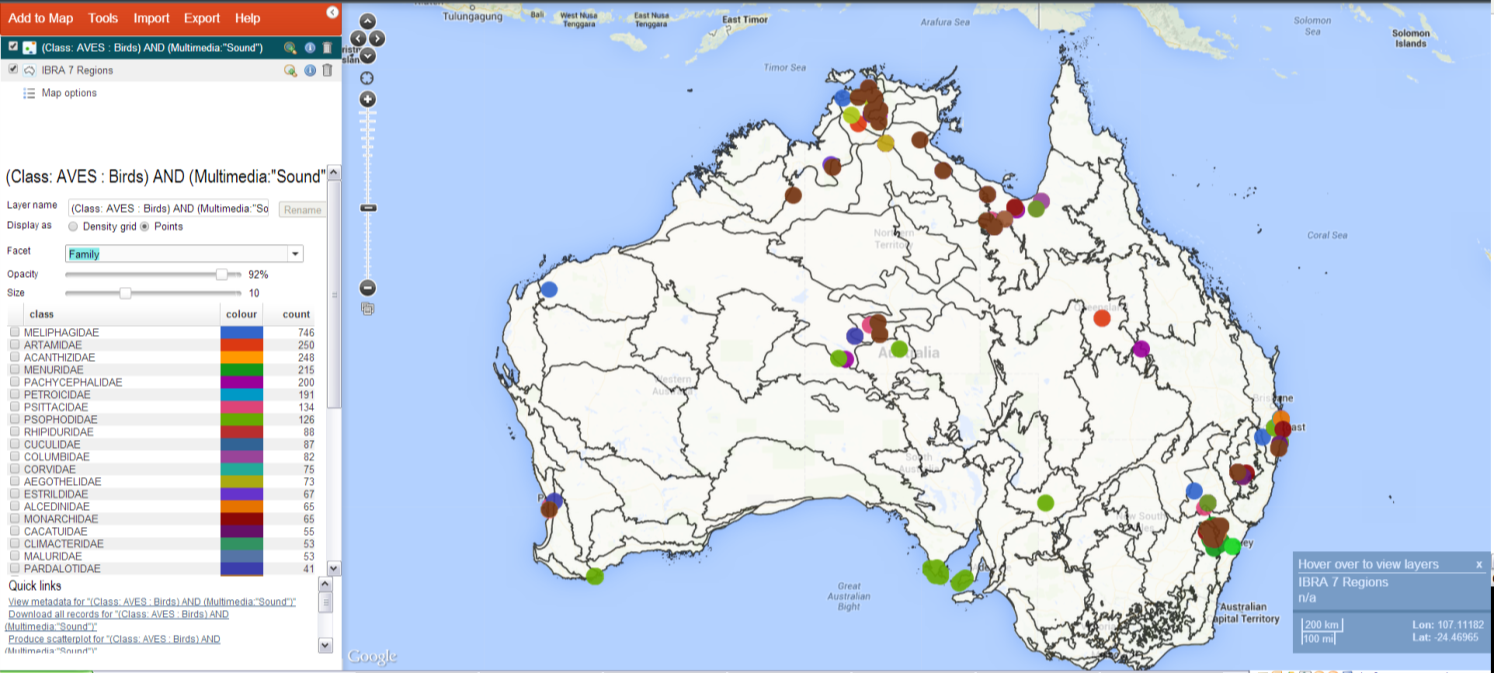 Add to Map Tools Import Export Help
(Class: AVES : Birds) AND (Multimedia:"Sound")
IBRA 7 Regions
Map options
(Class: AVES : Birds) AND (Multimedia:"Sound"
Layer name (Class: AVES : Birds) AND (Multimedia:"So Rename
Display as Density grid Points
Facet Family
Opacity 92%
Size 10
class colour count
MELIPHAGIDAE 746
ARTAMIDAE 250
ACANTHIZIDAE 248
MENURIDAE 215
PACHYCEPHALIDAE 200
PETROICIDAE 191
PSITTACIDAE 134
PSOPHODIDAE 126
RHIPIDURIDAE 88
CUCULIDAE 87
COLUMBIDAE 82
CORVIDAE 75
AEGOTHELIDAE 73
ESTRILDIDAE 67
ALCEDINIDAE 65
MONARCHIDAE 65
CACATUIDAE 55
CLIMACTERIDAE 53
MALURIDAE 53
PARDALOTIDAE 41
Quick links
View metadata for "(Class: AVES : Birds) AND (Multimedia:"Sound")"
Download all records for "(Class: AVES : Birds) AND
(Multimedia:"Sound")"
Produce scatterplot for "(Class: AVES : Birds) AND
(Multimedia:"Sound")"
Tulungagung
Bali
West Nusa
Tenggara
East Nusa
Tenggara
East Timor
Arafura Sea
Solomon
Sea
Solomon
Islands
Timor Sea
Northern
Territory
Coral Sea
Queensland
Australia
Western
Australia
Brisbane
South
Australia
New South
Wales
Great
Australian
Bight
Australian
Capital Territory
Google
Hover over to view layers x
IBRA 7 Regions
n/a
200 km
100 mi
Lon: 107.11182
Lat: -24.46965